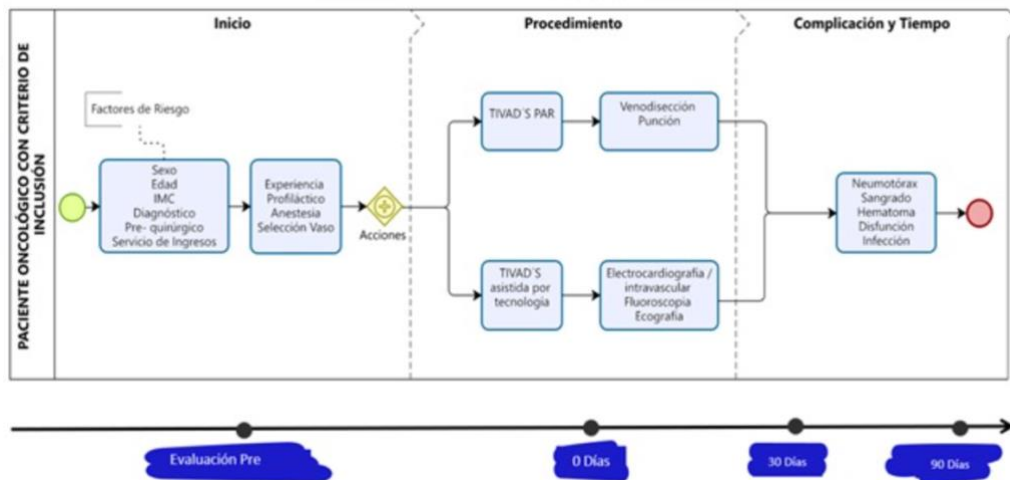 PACIENTE ONCOLÓGICO CON CRITERIO DE
INCLUSIÓN
Inicio
Procedimiento
Complicación y Tiempo
Factores de Riesgo
Sexo
Edad
IMC
Diagnóstico
Pre- quirúrgico
Servicio de Ingresos
Experiencia
Profiláctico
Anestesia
Selección Vaso
Acciones
TIVAD´S PAR
Venodisección
Punción
TIVAD´S
asistida por
tecnología
Electrocardiografía /
intravascular
Fluoroscopia
Ecografía
Neumotórax
Sangrado
Hematoma
Disfunción
Infección
Evaluación Pre
0 Días
30 Días
90 Días